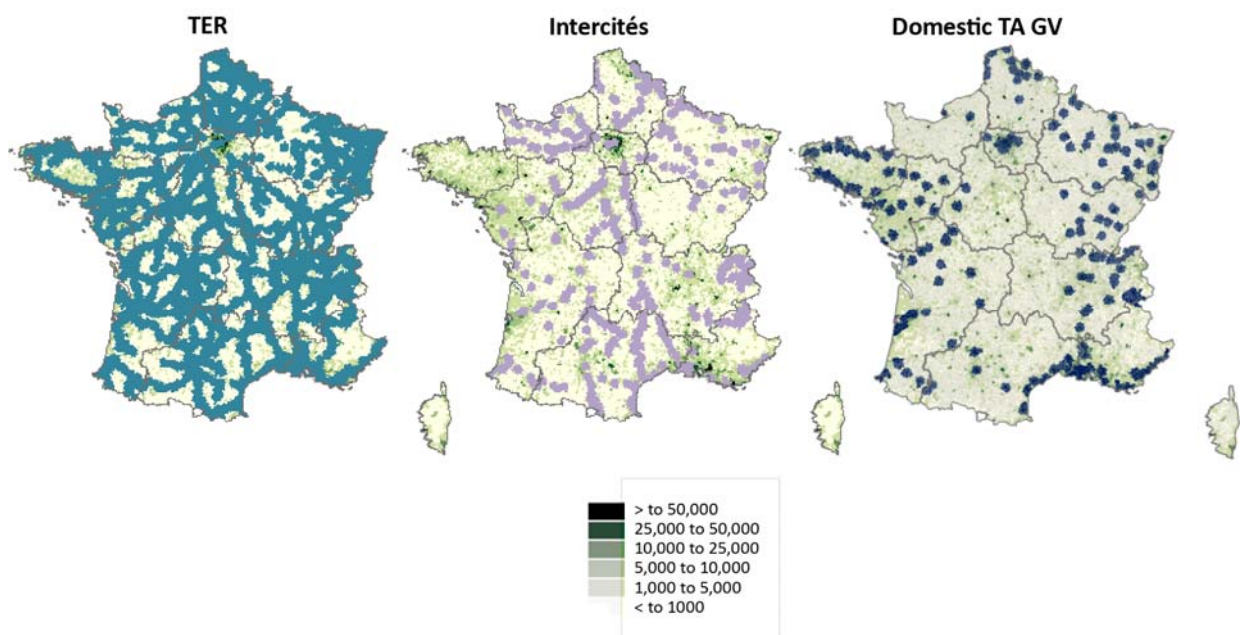 TER
Intercités
Domestic TA GV
> to 50,000
25,000 to 50,000
10,000 to 25,000
5,000 to 10,000
1,000 to 5,000
< to 1000